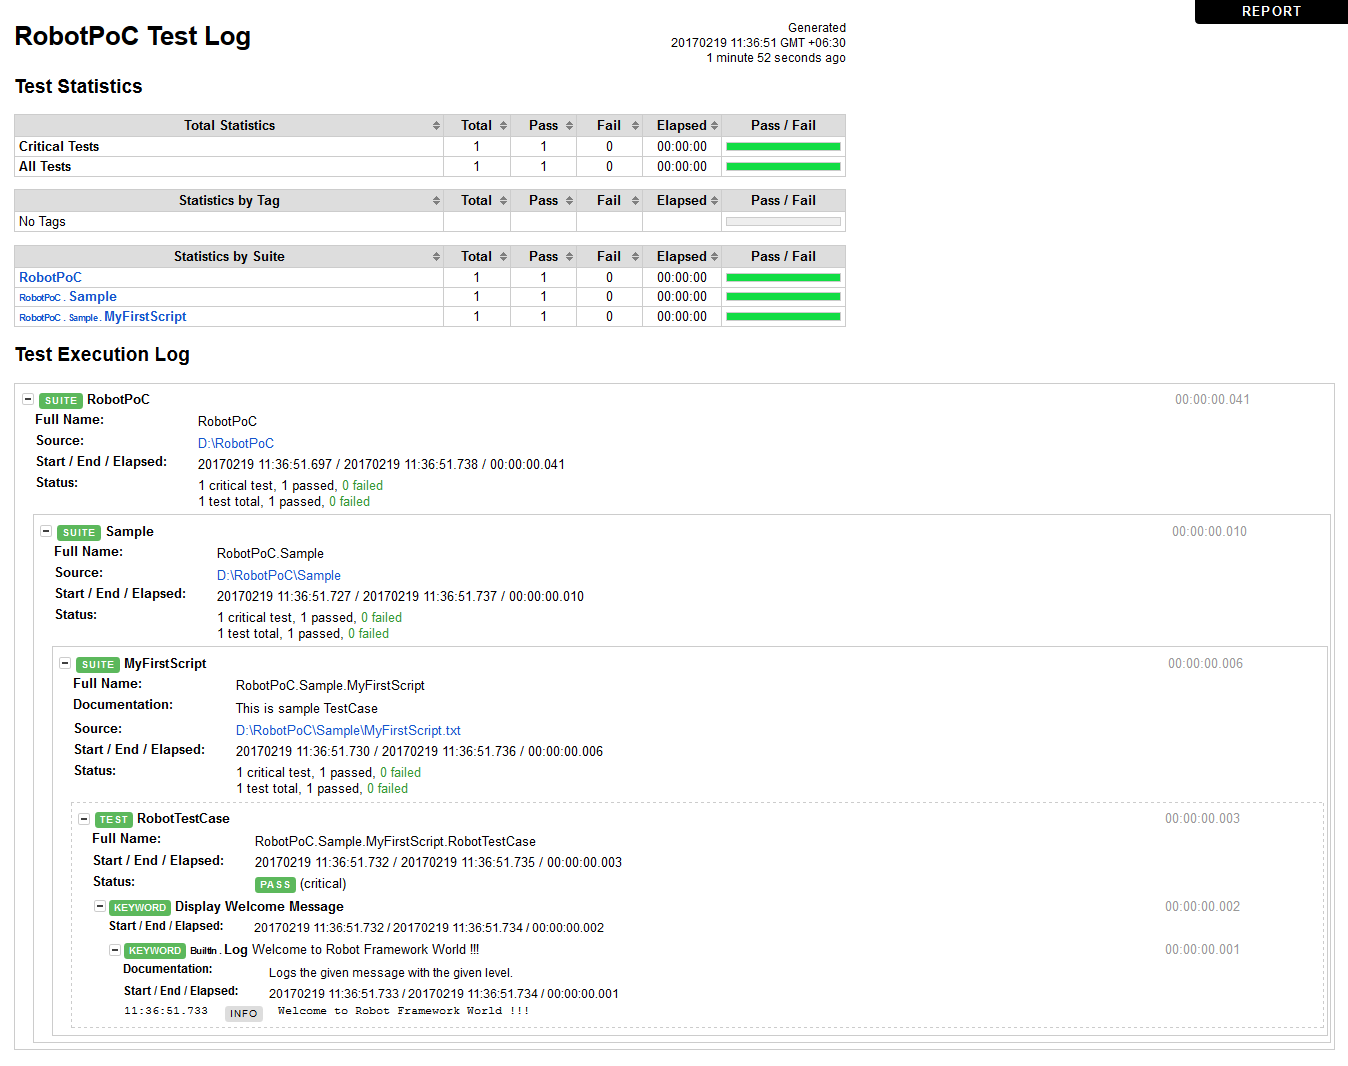 REPORT
RobotPoC Test Log
Generated
20170219 11:36:51 GMT +06:30
1 minute 52 seconds ago
Test Statistics
Total Statistics Total Pass Fail Elapsed Pass / Fail
Critical Tests 1 1 0 00:00:00
All Tests 1 1 0 00:00:00
Statistics by Tag Total Pass Fail Elapsed Pass / Fail
No Tags
Statistics by Suite Total Pass Fail Elapsed Pass / Fail
RobotPoC 1 1 0 00:00:00
RobotPoC . Sample 1 1 0 00:00:00
RobotPoC . Sample . MyFirstScript 1 1 0 00:00:00
Test Execution Log
SUITE RobotPoC 00:00:00.041
Full Name: RobotPoC
Source: D:\RobotPoC
Start / End / Elapsed: 20170219 11:36:51.697 / 20170219 11:36:51.738 / 00:00:00.041
Status: 1 critical test, 1 passed, 0 failed
1 test total, 1 passed, 0 failed
SUITE Sample 00:00:00.010
Full Name: RobotPoC.Sample
Source: D:\RobotPoC\Sample
Start / End / Elapsed: 20170219 11:36:51.727 / 20170219 11:36:51.737 / 00:00:00.010
Status: 1 critical test, 1 passed, 0 failed
1 test total, 1 passed, 0 failed
SUITE MyFirstScript 00:00:00.006
Full Name: RobotPoC.Sample.MyFirstScript
Documentation: This is sample TestCase
Source: D:\RobotPoC\Sample\MyFirstScript.txt
Start / End / Elapsed: 20170219 11:36:51.730 / 20170219 11:36:51.736 / 00:00:00.006
Status: 1 critical test, 1 passed, 0 failed
1 test total, 1 passed, 0 failed
TEST RobotTestCase 00:00:00.003
Full Name: RobotPoC.Sample.MyFirstScript.RobotTestCase
Start / End / Elapsed: 20170219 11:36:51.732 / 20170219 11:36:51.735 / 00:00:00.003
Status: PASS (critical)
KEYWORD Display Welcome Message 00:00:00.002
Start / End / Elapsed: 20170219 11:36:51.732 / 20170219 11:36:51.734 / 00:00:00.002
KEYWORD BuiltIn . Log Welcome to Robot Framework World !!! 00:00:00.001
Documentation: Logs the given message with the given level.
Start / End / Elapsed: 20170219 11:36:51.733 / 20170219 11:36:51.734 / 00:00:00.001
11:36:51.733 INFO Welcome to Robot Framework World !!!